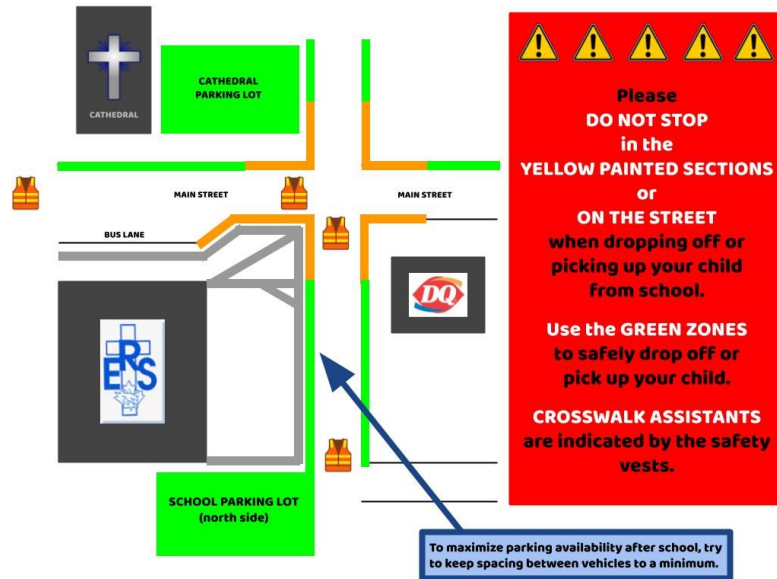 CATHEDRAL
CATHEDRAL
PARKING LOT
MAIN STREET
MAIN STREET
BUS LANE
DQ
ERS
SCHOOL PARKING LOT
(north side)
To maximize parking availability after school, try
to keep spacing between vehicles to a minimum.
Please
DO NOT STOP
in the
YELLOW PAINTED SECTIONS
or
ON THE STREET
when dropping off or
picking up your child
from school.
Use the GREEN ZONES
to safely drop off or
pick up your child.
CROSSWALK ASSISTANTS
are indicated by the safety
vests.